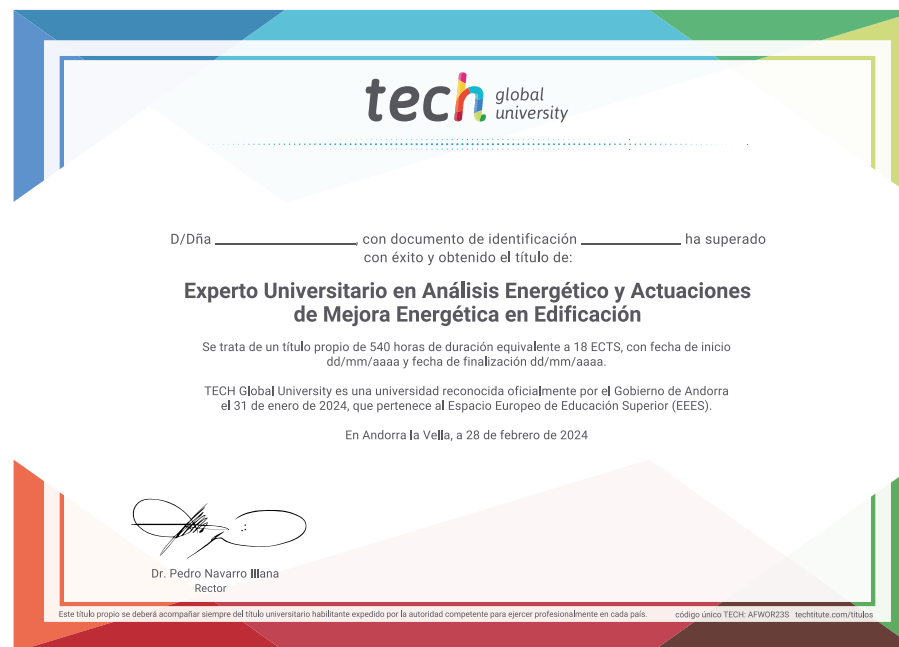 tech global university
D/Dña ______________, con documento de identificación __________ ha superado
con éxito y obtenido el título de:
Experto Universitario en Análisis Energético y Actuaciones
de Mejora Energética en Edificación
Se trata de un título propio de 540 horas de duración equivalente a 18 ECTS, con fecha de inicio
dd/mm/aaaa y fecha de finalización dd/mm/aaaa.
TECH Global University es una universidad reconocida oficialmente por el Gobierno de Andorra
el 31 de enero de 2024, que pertenece al Espacio Europeo de Educación Superior (EEES).
En Andorra la Vella, a 28 de febrero de 2024
Dr. Pedro Navarro Illana
Rector
Este título propio se deberá acompañar siempre del título universitario habilitante expedido por la autoridad competente para ejercer profesionalmente en cada país. código único TECH: AFWOR23S techtitute.com/titulos